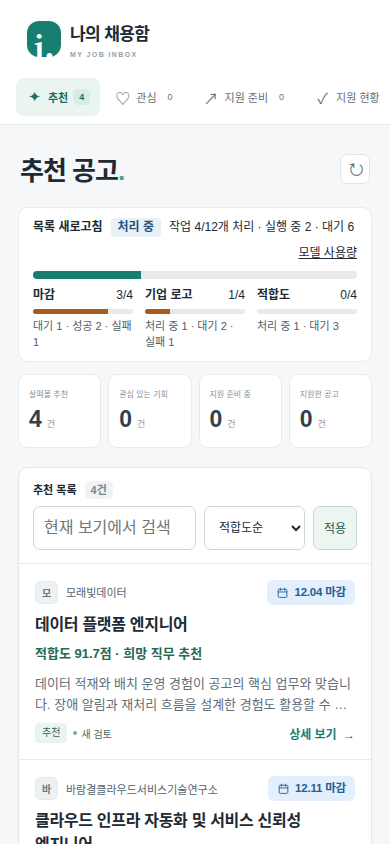 i.
나의 채용함
MY JOB INBOX
✦ 추천 4 ♡ 관심 0 ↗ 지원 준비 0 ✓ 지원 현황
추천 공고.
목록 새로고침 처리 중 작업 4/12개 처리 · 실행 중 2 · 대기 6
모델 사용량
마감 3/4 기업 로고 1/4 적합도 0/4
대기 1 · 성공 2 · 실패 1
처리 중 1 · 대기 2 · 실패 1
처리 중 1 · 대기 3
살펴볼 추천 관심 있는 기회 지원 준비 중 지원한 공고
4 건 0 건 0 건 0 건
추천 목록 4건
현재 보기에서 검색 적합도순 적용
모 모래빛데이터 12.04 마감
데이터 플랫폼 엔지니어
적합도 91.7점 · 희망 직무 추천
데이터 적재와 배치 운영 경험이 공고의 핵심 업무와 맞습니
다. 장애 알림과 재처리 흐름을 설계한 경험도 활용할 수 …
추천 새 검토 상세 보기 →
바 바람결클라우드서비스기술연구소 12.11 마감
클라우드 인프라 자동화 및 서비스 신뢰성
엔지니어